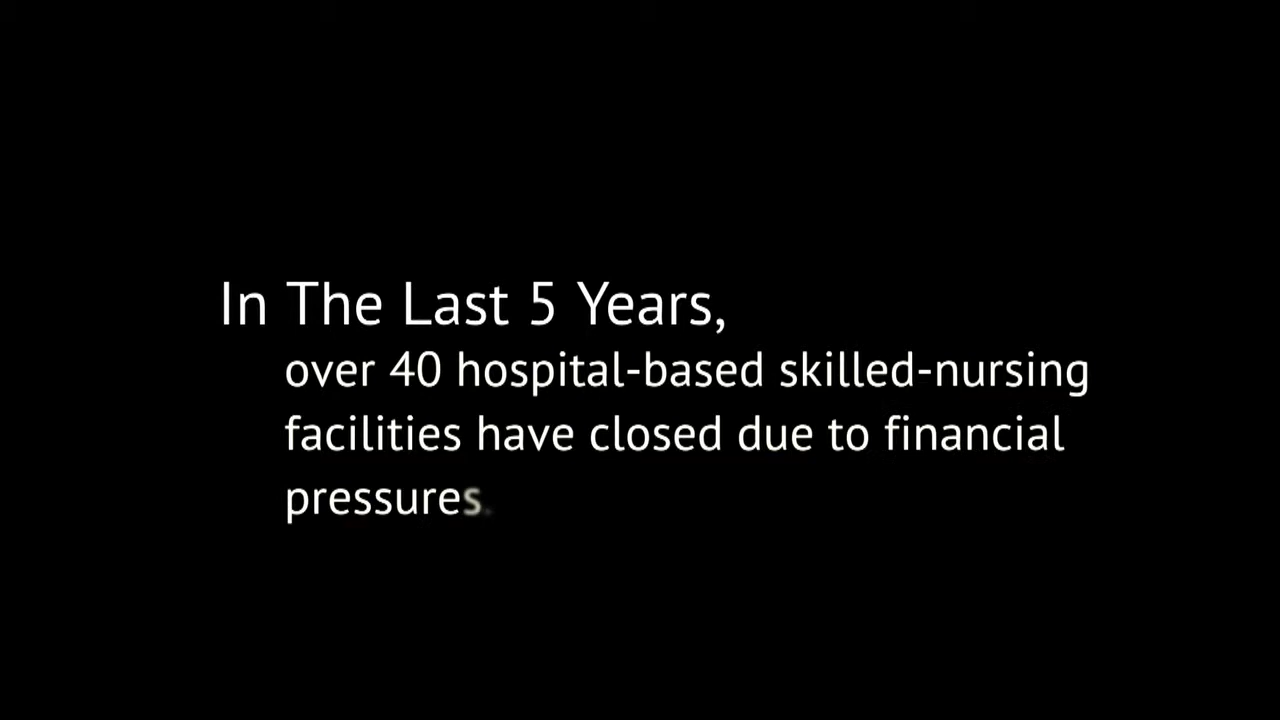 In The Last 5 Years,
over 40 hospital-based skilled-nursing
facilities have closed due to financial
pressures.